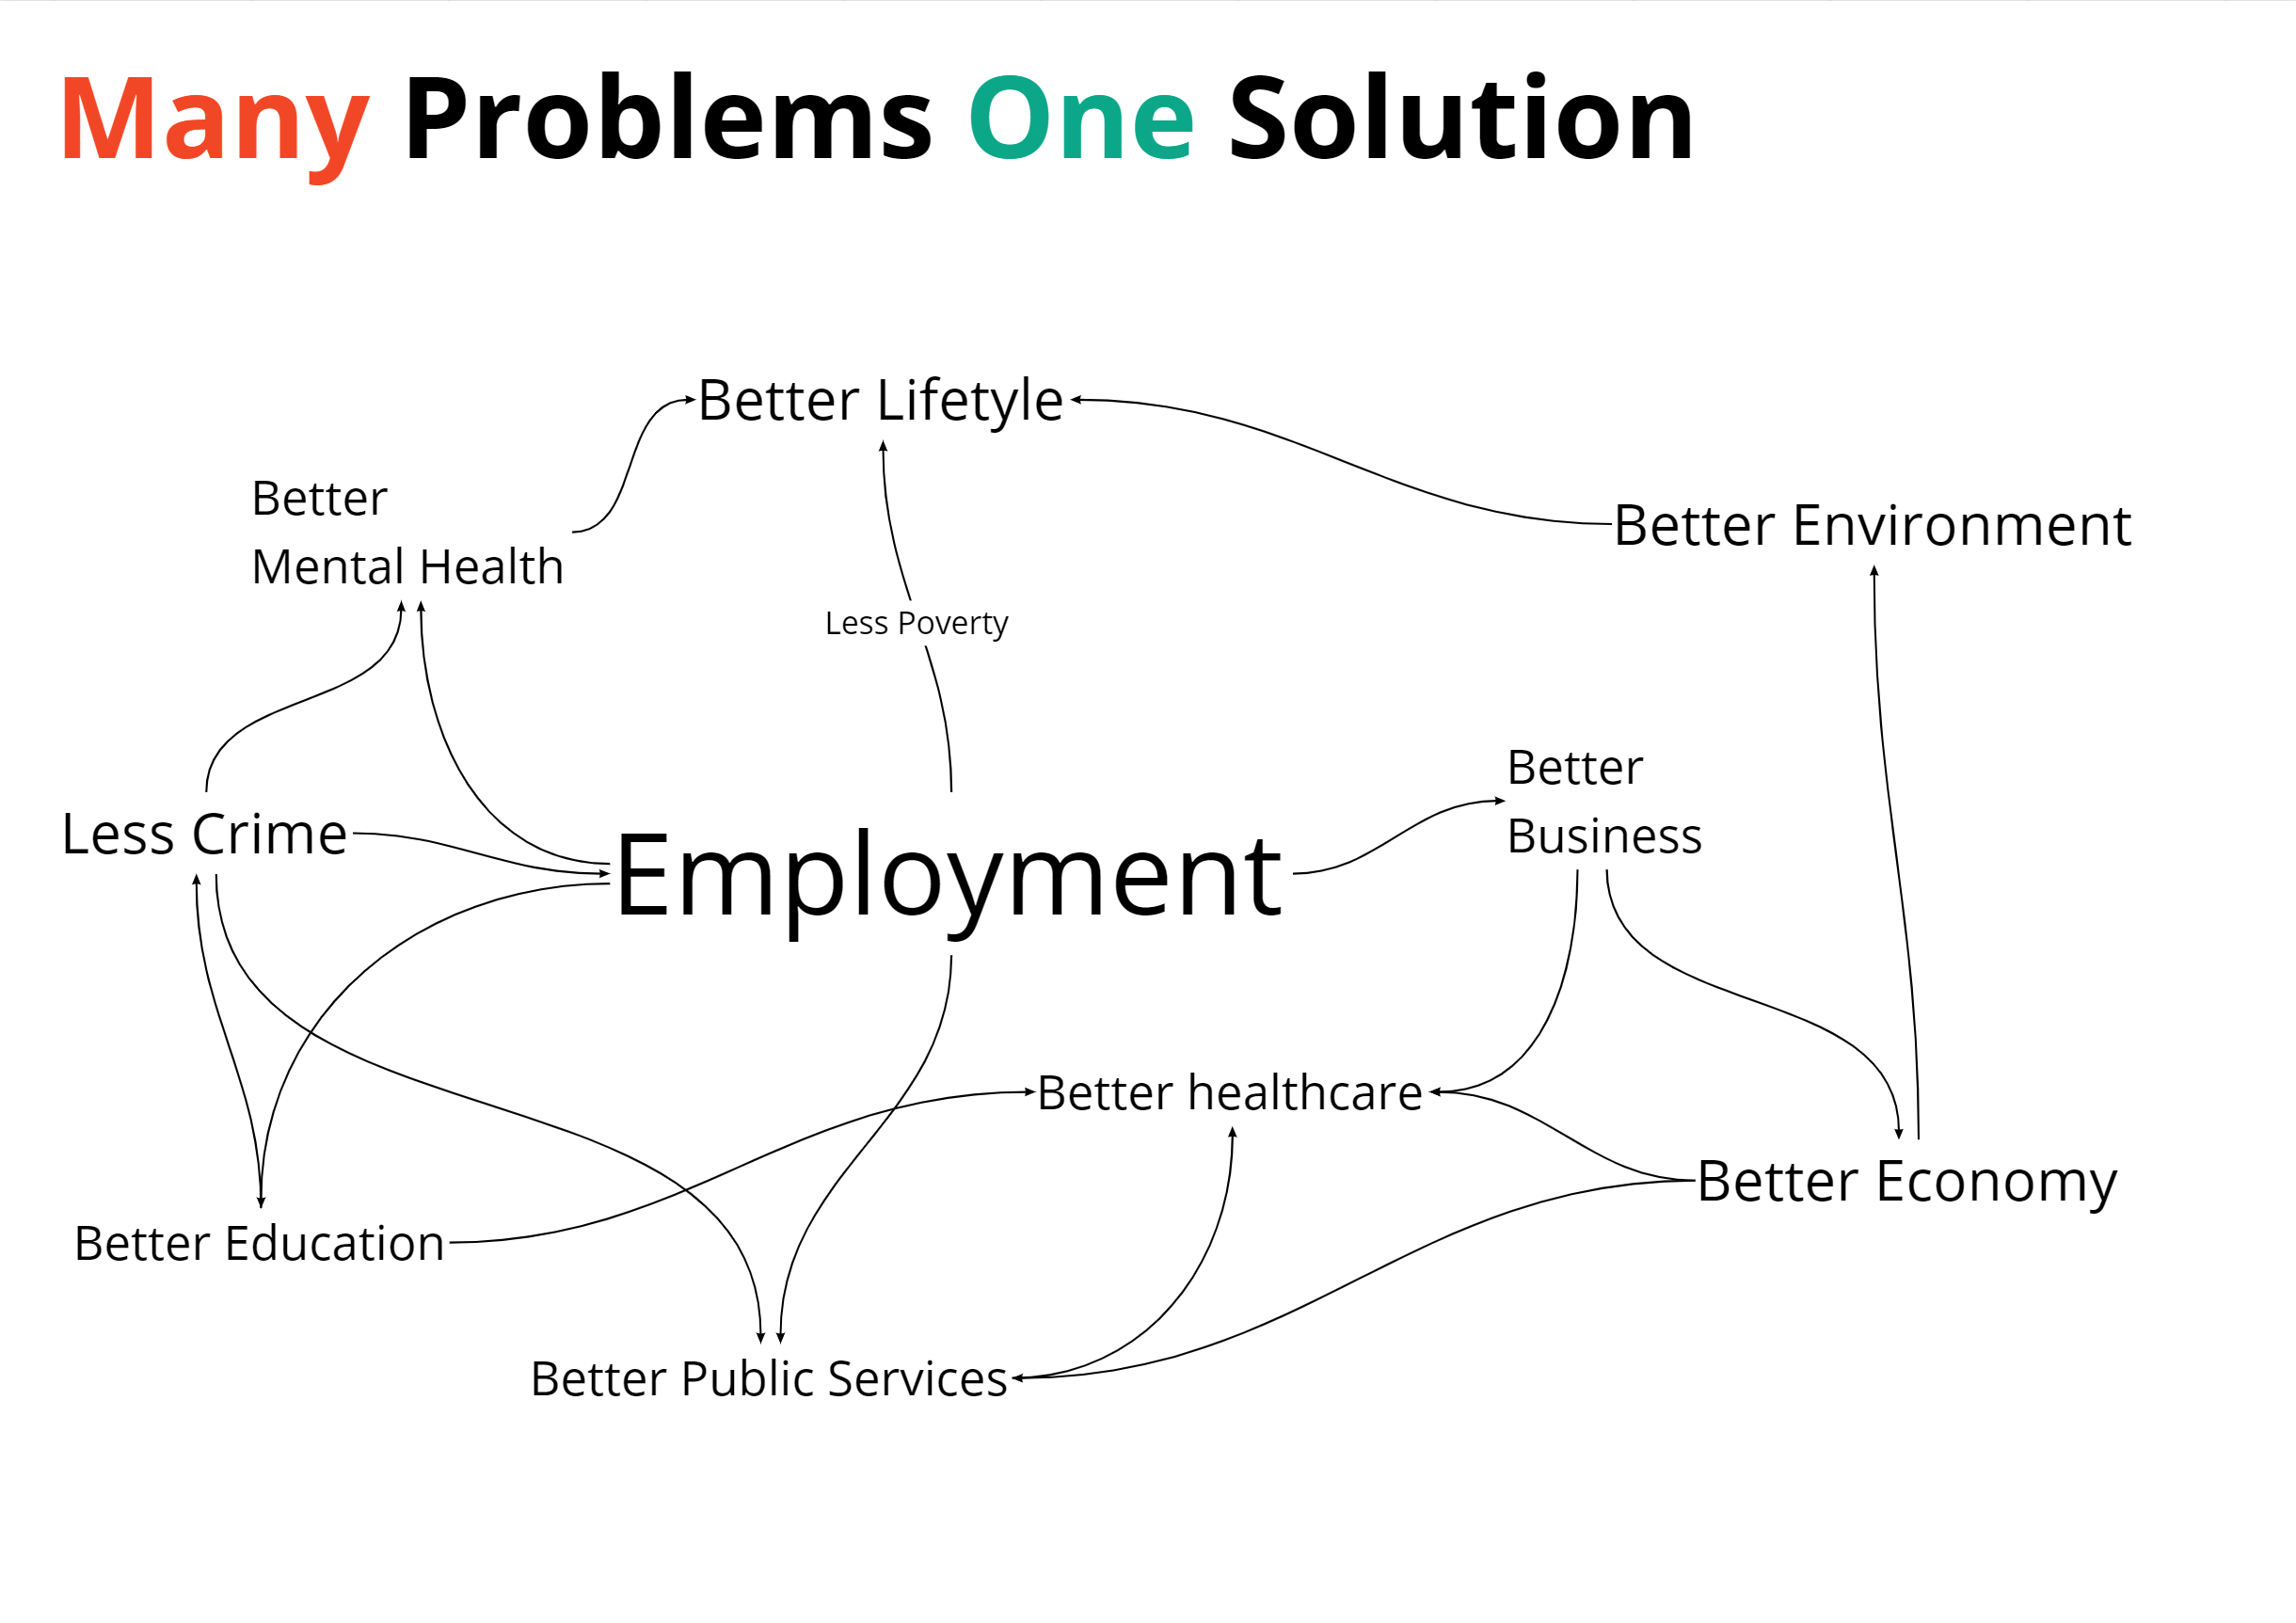 Many Problems One Solution
Better Lifetyle
Better
Mental Health
Better Environment
Less Poverty
Better
Business
Less Crime
Employment
Better healthcare
Better Economy
Better Education
Better Public Services